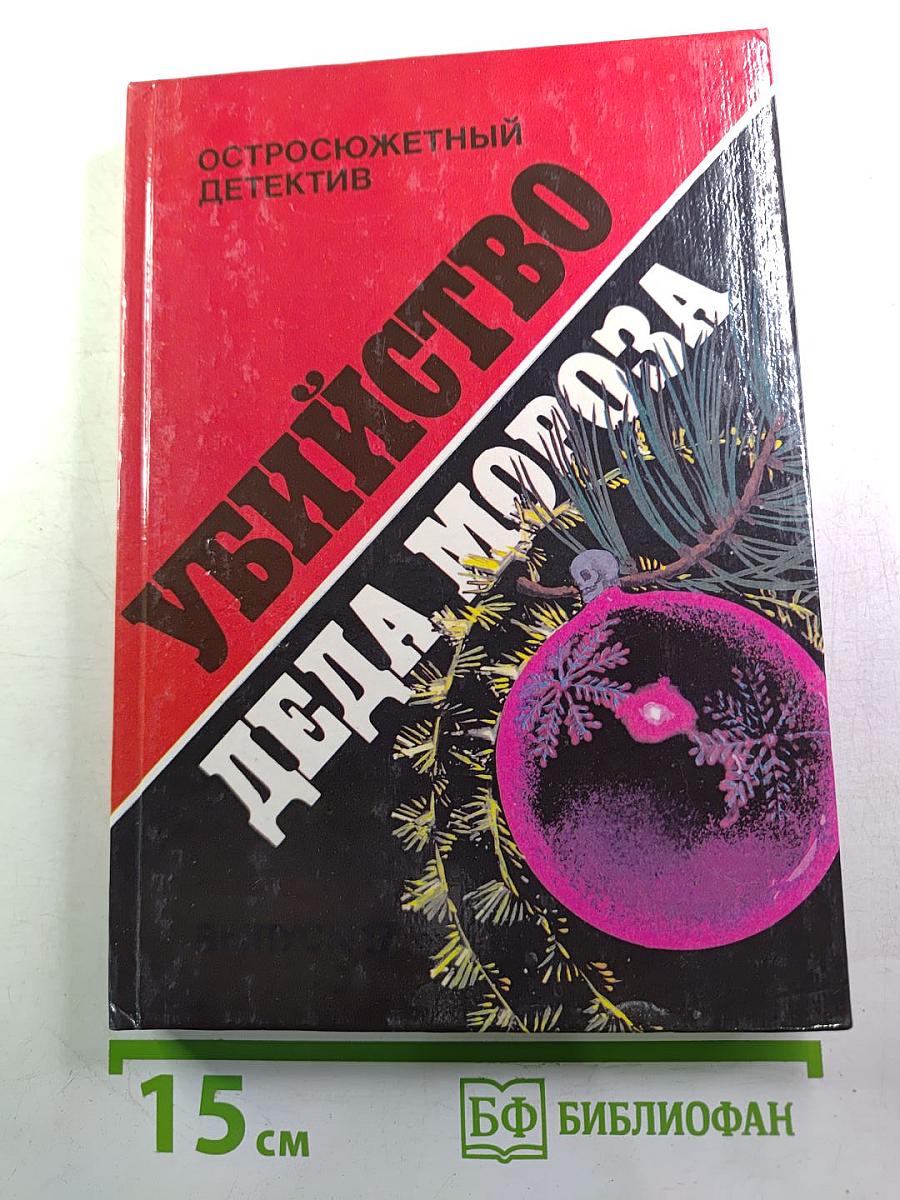 ОСТРОСЮЖЕТНЫЙ
ДЕТЕКТИВ
УБИЙСТВО
ДЕДА МОРОЗА
15 см
БФ БИБЛИОФАН